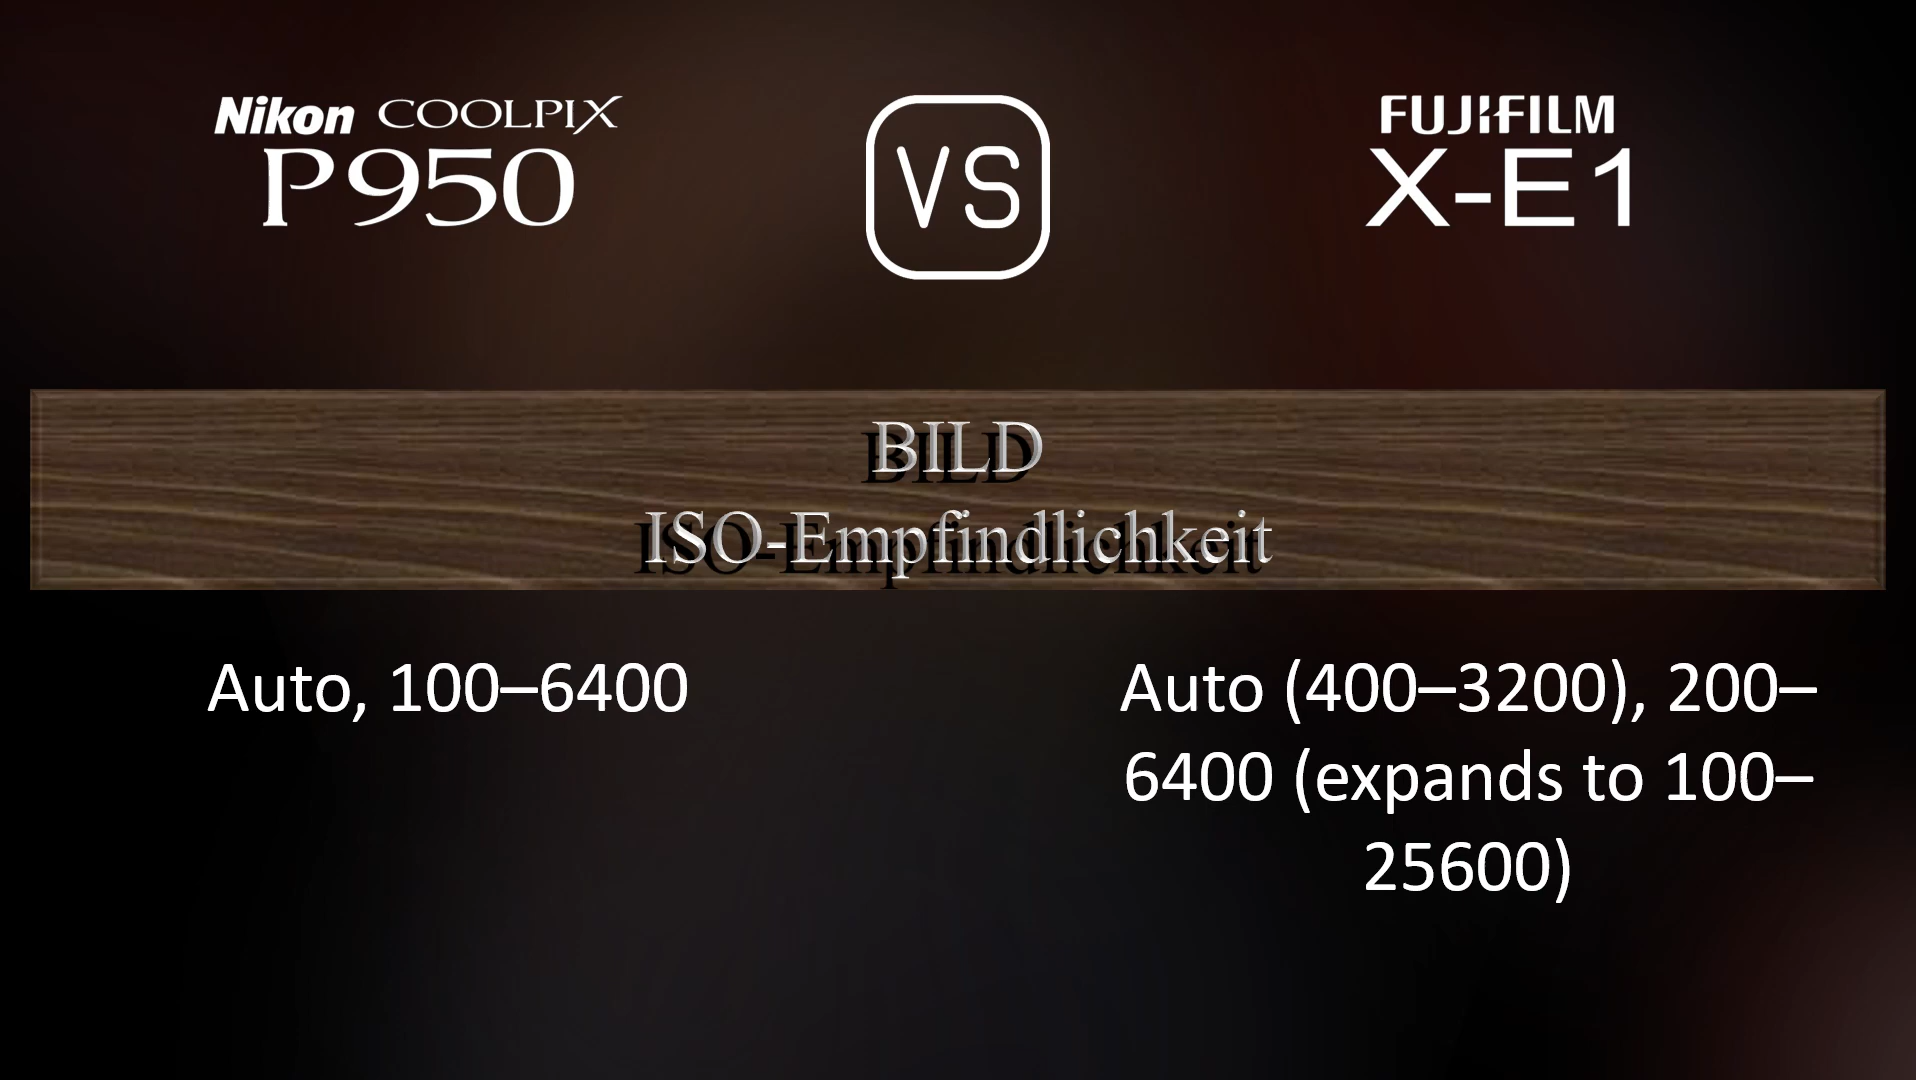 Nikon COOLPIX
P950
VS
FUJIFILM
X-E1
BILD
ISO-Empfindlichkeit
Auto, 100–6400
Auto (400–3200), 200–
6400 (expands to 100–
25600)